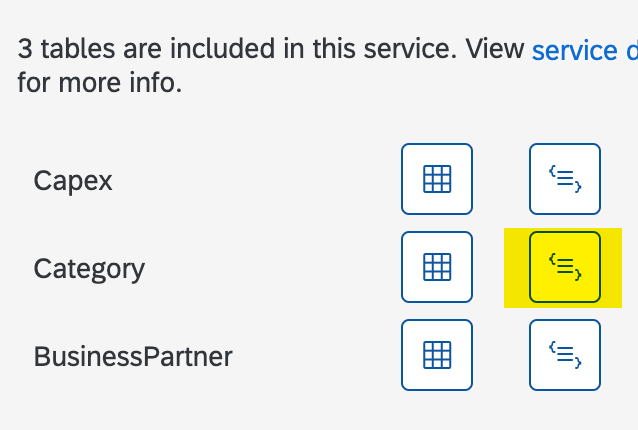 3 tables are included in this service. View service d
for more info.
Capex
Category
BusinessPartner